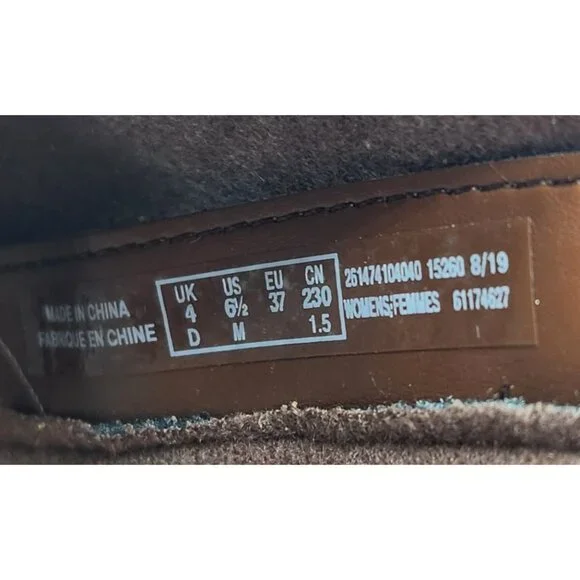 MADE IN CHINA
FABRIQUE EN CHINE
UK US EU CN
4 6½ 37 230
D M 1.5
261474104040 15260 8/19
WOMENS/FEMMES 61174627